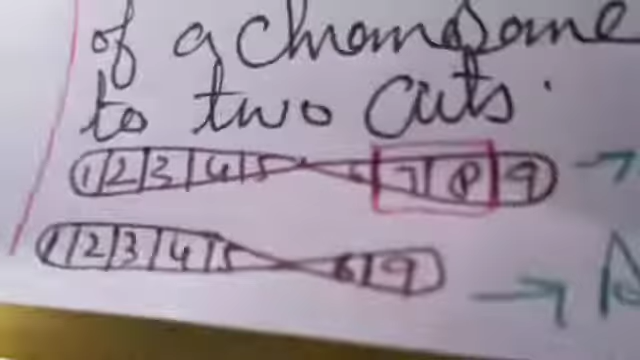 of a chromosome
to two cuts.
1 2 3 4 5 6 7 8 9 →
1 2 3 4 5 6 9 →